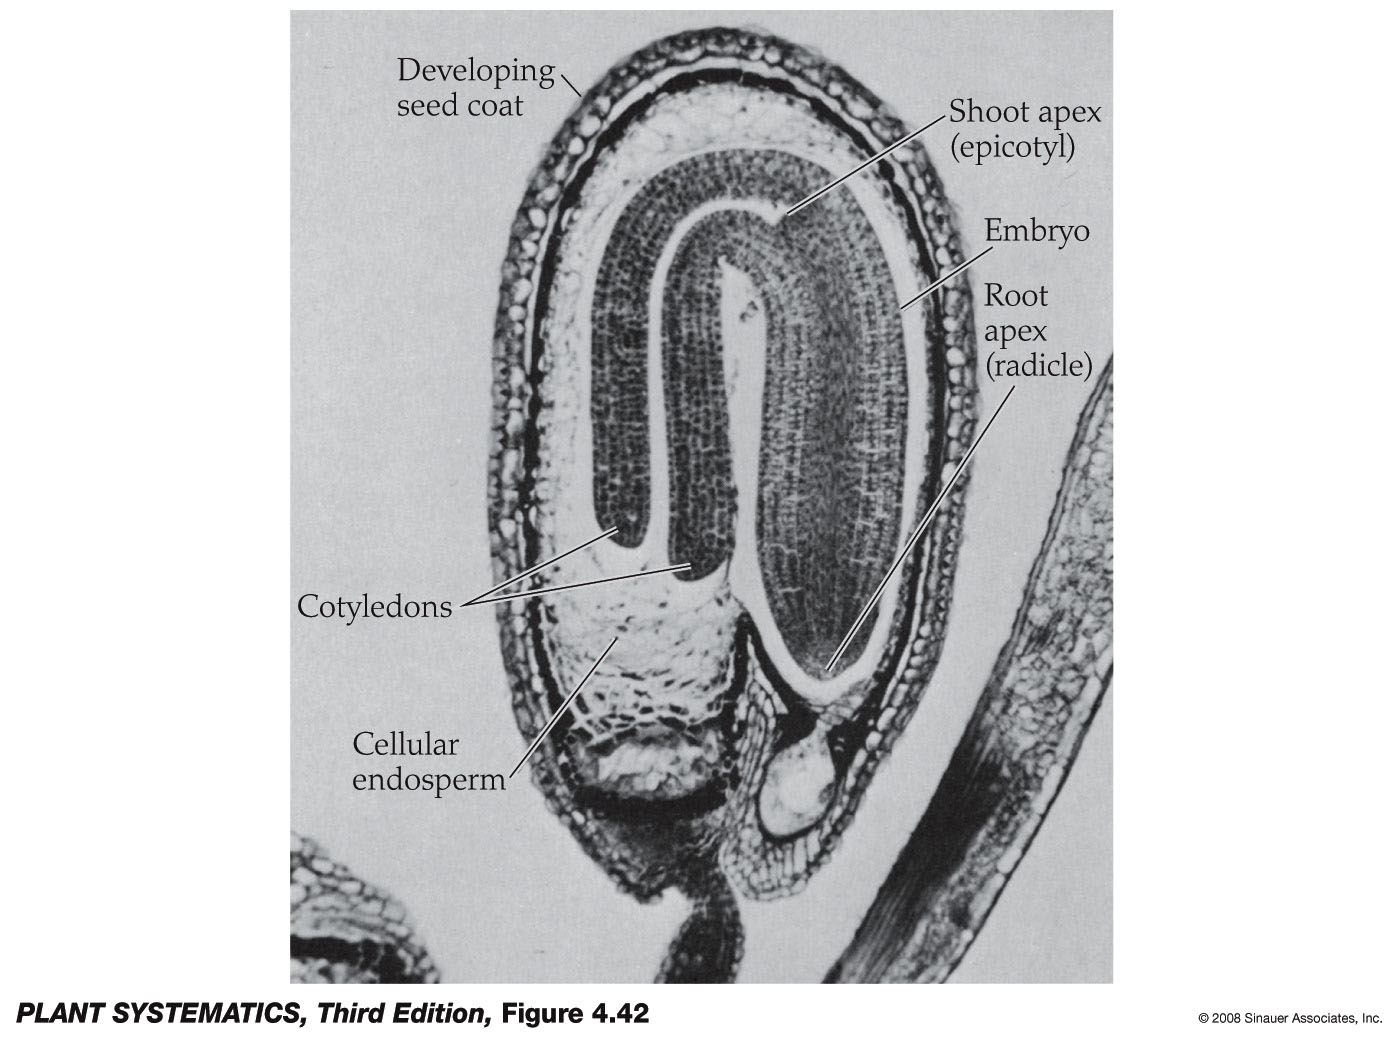 Developing
seed coat
Shoot apex
(epicotyl)
Embryo
Root
apex
(radicle)
Cotyledons
Cellular
endosperm
PLANT SYSTEMATICS, Third Edition, Figure 4.42
© 2008 Sinauer Associates, Inc.